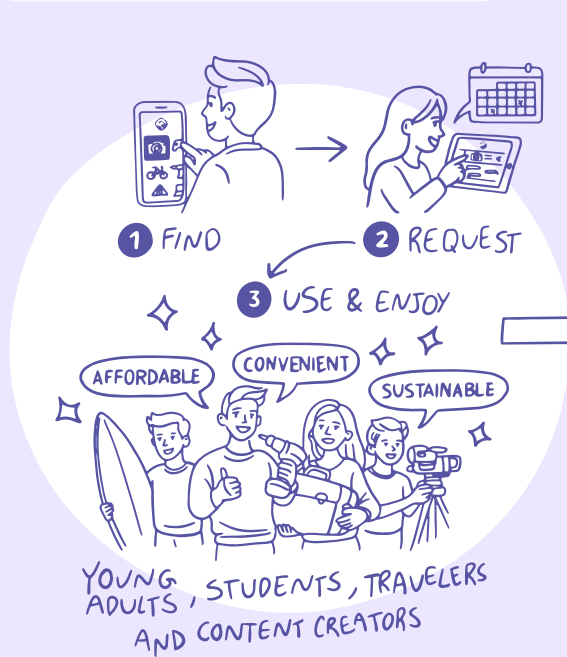 1 FIND
2 REQUEST
3 USE & ENJOY
AFFORDABLE
CONVENIENT
SUSTAINABLE
YOUNG ADULTS, STUDENTS, TRAVELERS
AND CONTENT CREATORS